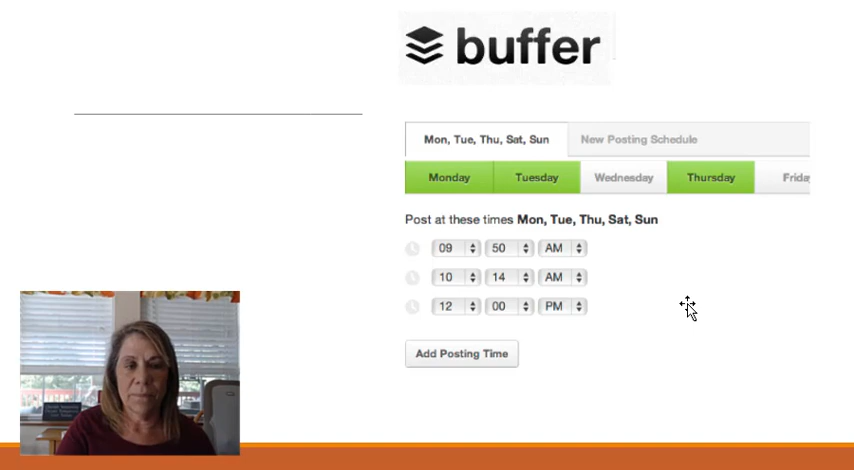 buffer
Mon, Tue, Thu, Sat, Sun New Posting Schedule
Monday Tuesday Wednesday Thursday Frida
Post at these times Mon, Tue, Thu, Sat, Sun
09 50 AM
10 14 AM
12 00 PM
Add Posting Time